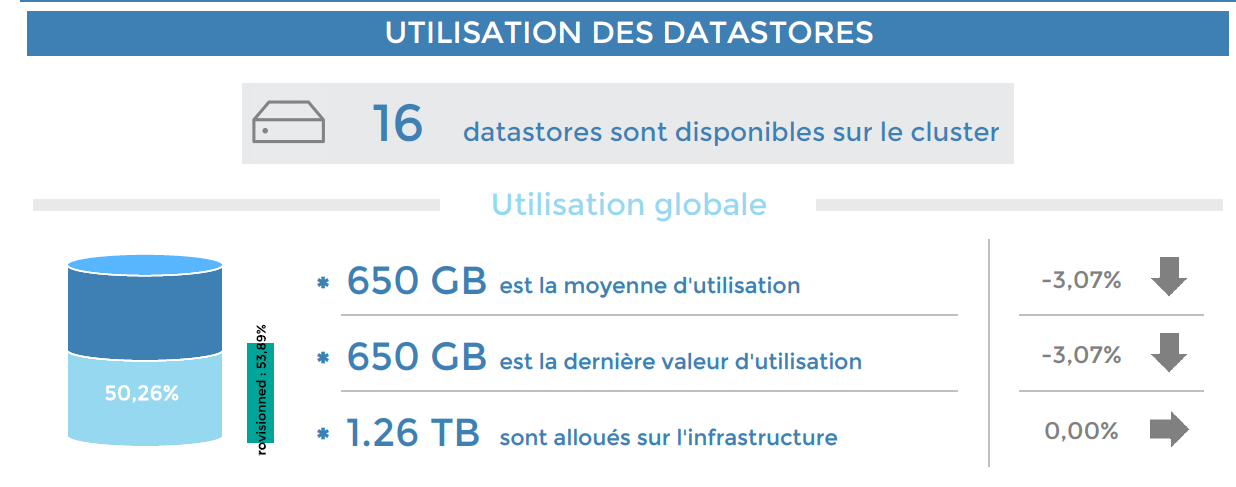 UTILISATION DES DATASTORES
16 datastores sont disponibles sur le cluster
Utilisation globale
* 650 GB est la moyenne d'utilisation -3,07%
* 650 GB est la dernière valeur d'utilisation -3,07%
* 1.26 TB sont alloués sur l'infrastructure 0,00%
50,26%
rovisionned : 53,89%